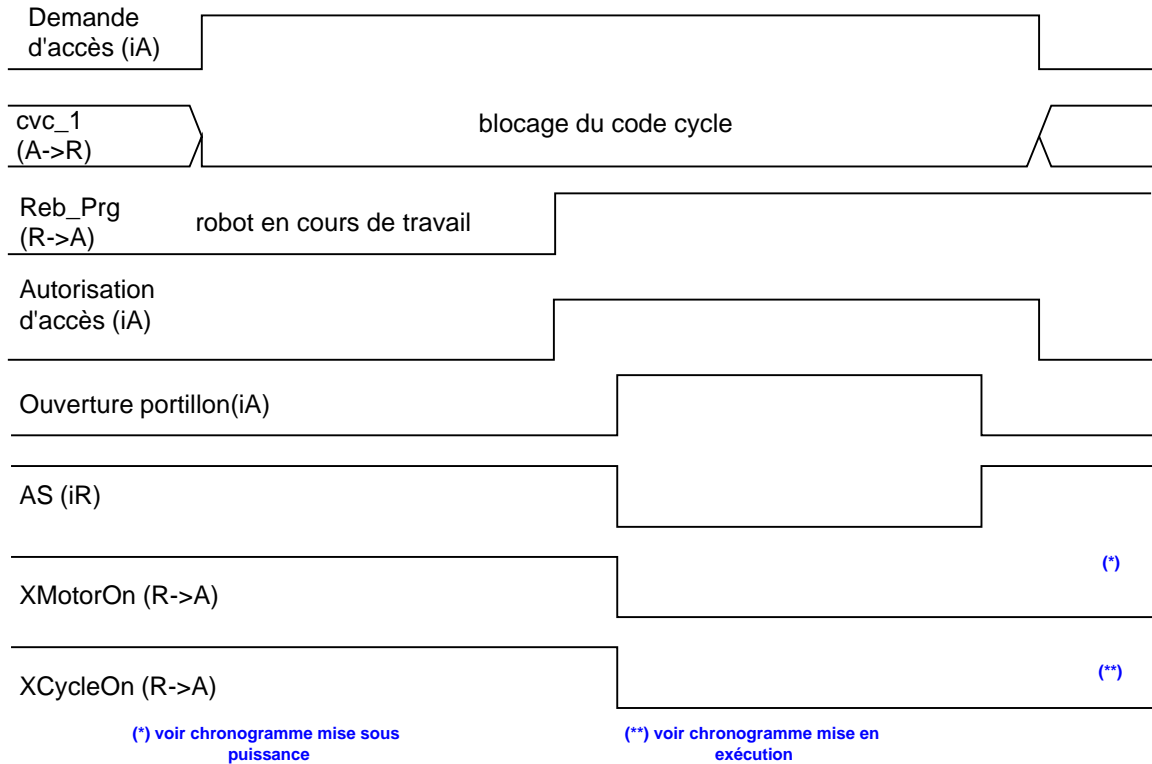 Demande
d'accès (iA)
cvc_1
(A->R)
blocage du code cycle
Reb_Prg
(R->A)
robot en cours de travail
Autorisation
d'accès (iA)
Ouverture portillon(iA)
AS (iR)
(*)
XMotorOn (R->A)
(**)
XCycleOn (R->A)
(*) voir chronogramme mise sous
puissance
(**) voir chronogramme mise en
exécution